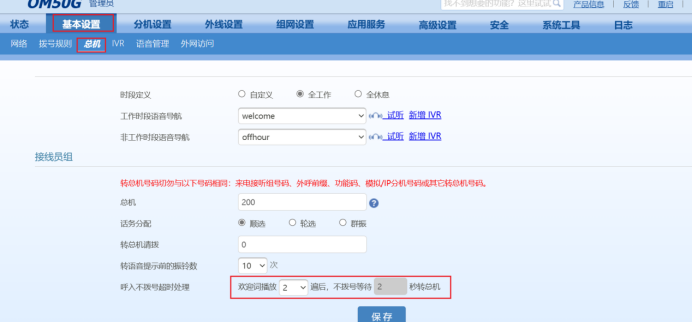 OM50G 管理员 找不到想要的功能? 这里试试 产品信息 | 反馈 | 重启 |
状态 基本设置 分机设置 外线设置 组网设置 应用服务 高级设置 安全 系统工具 日志
网络 拨号规则 总机 IVR 语音管理 外网访问
时段定义 自定义 全工作 全休息
工作时段语音导航 welcome 试听 新增 IVR
非工作时段语音导航 offhour 试听 新增 IVR
接线员组
转总机号码切勿与以下号码相同：来电接听组号码、外呼前缀、功能码、模拟/IP分机号码或其它转总机号码。
总机 200 ?
话务分配 顺选 轮选 群振
转总机请拨 0
转语音提示前的振铃数 10 次
呼入不拨号超时处理 欢迎词播放 2 遍后，不拨号等待 2 秒转总机
保存